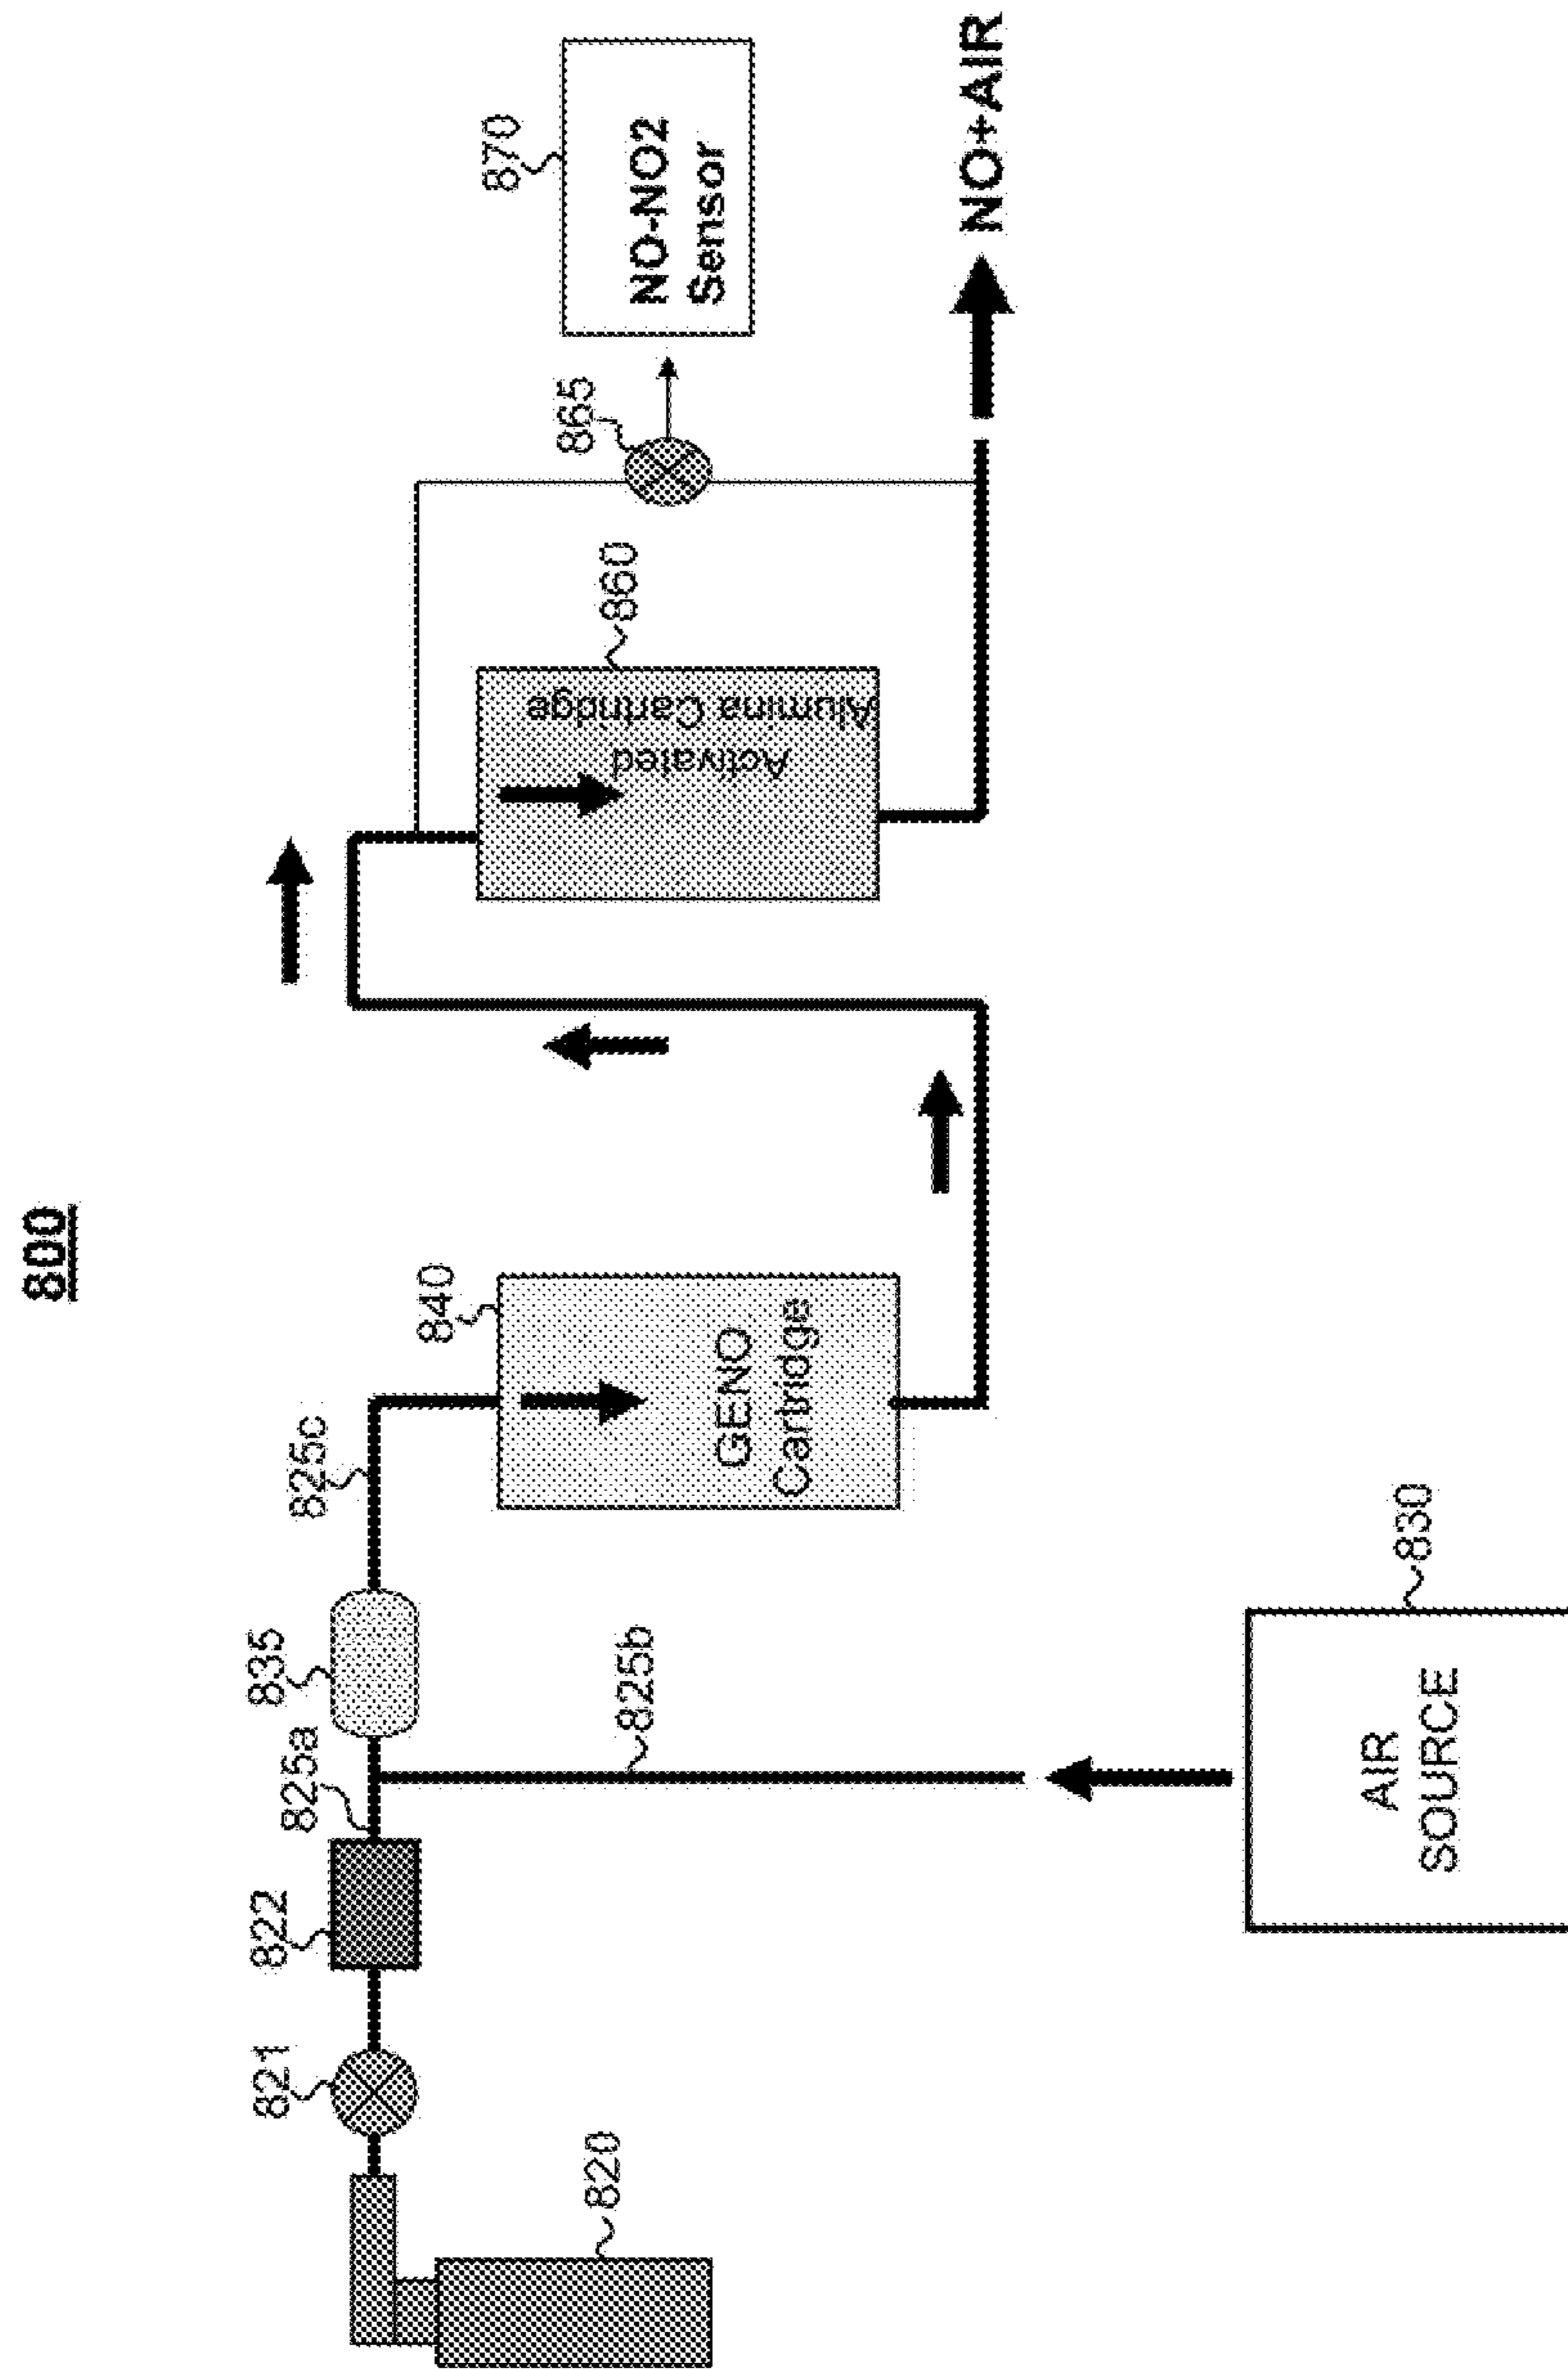 800
820
821
822
825a
835
825b
AIR
SOURCE
830
825c
840
GENO
Cartridge
Activated
Alumina Cartridge
860
865
870
NO-NO2
Sensor
NO+AIR